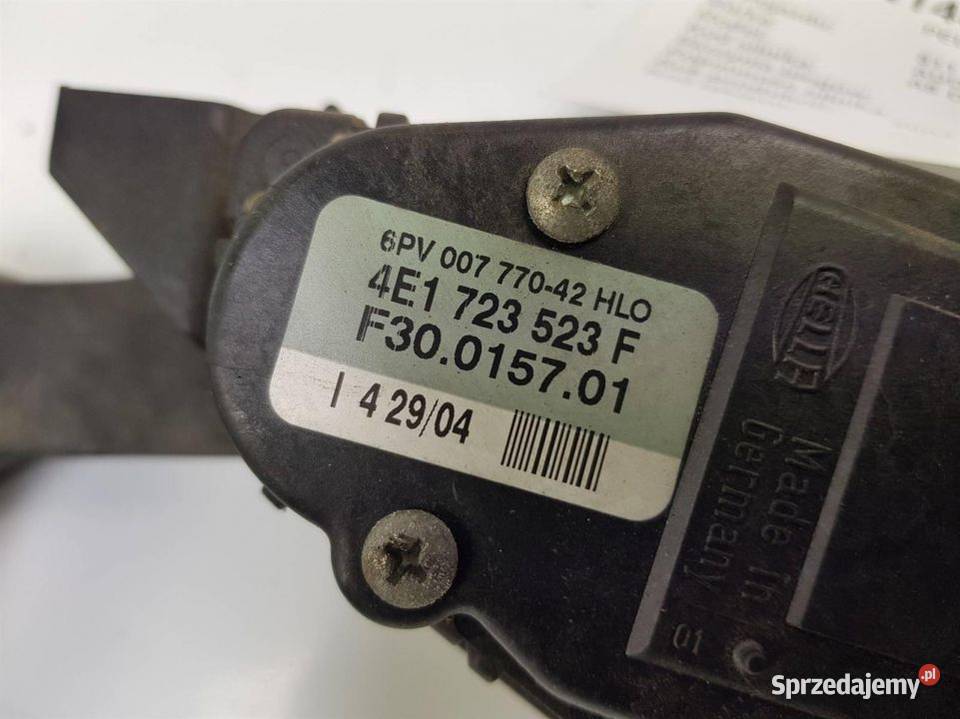 6PV 007 770-42 HLO
4E1 723 523 F
F30.0157.01
I 4 29/04
HELLA
Made in
Germany
01
Sprzedajemy.pl